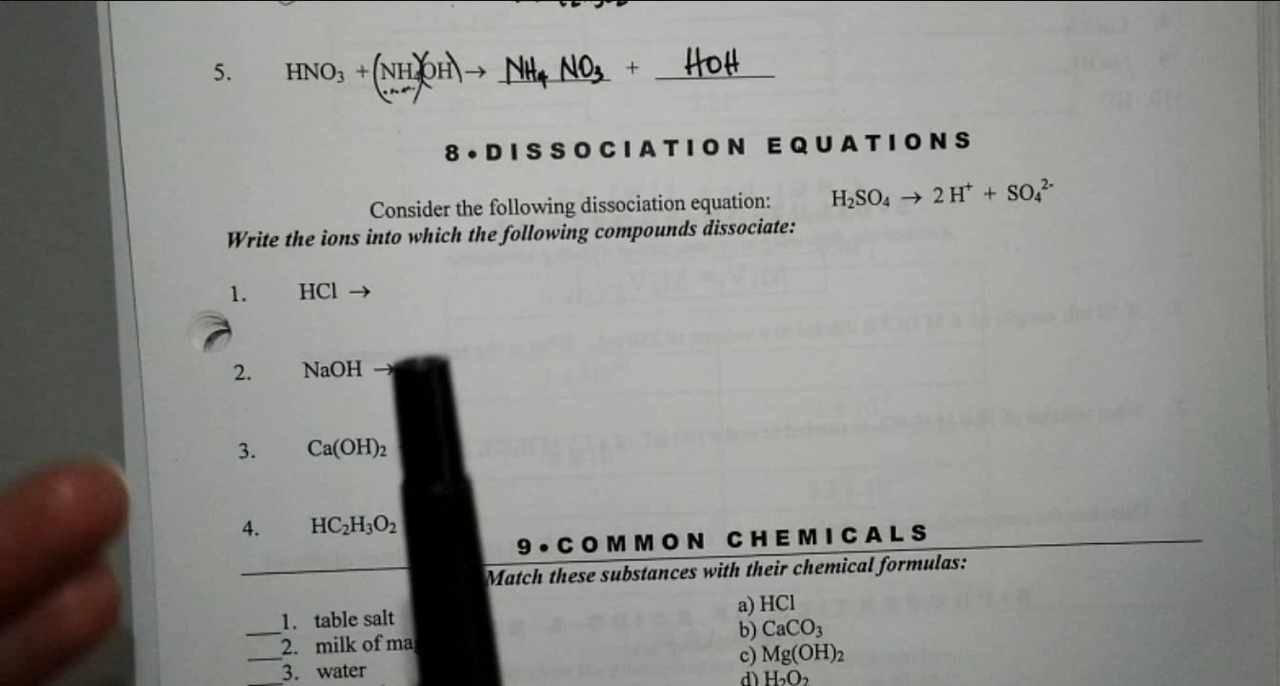 5. HNO₃ + (NH₄)(OH) → NH₄ NO₃ + HOH
8 • DISSOCIATION EQUATIONS
Consider the following dissociation equation: H₂SO₄ → 2 H⁺ + SO₄²⁻
Write the ions into which the following compounds dissociate:
1. HCl →
2. NaOH →
3. Ca(OH)₂
4. HC₂H₃O₂
9 • COMMON CHEMICALS
Match these substances with their chemical formulas:
1. table salt
a) HCl
2. milk of ma
b) CaCO₃
3. water
c) Mg(OH)₂
d) H₂O₂